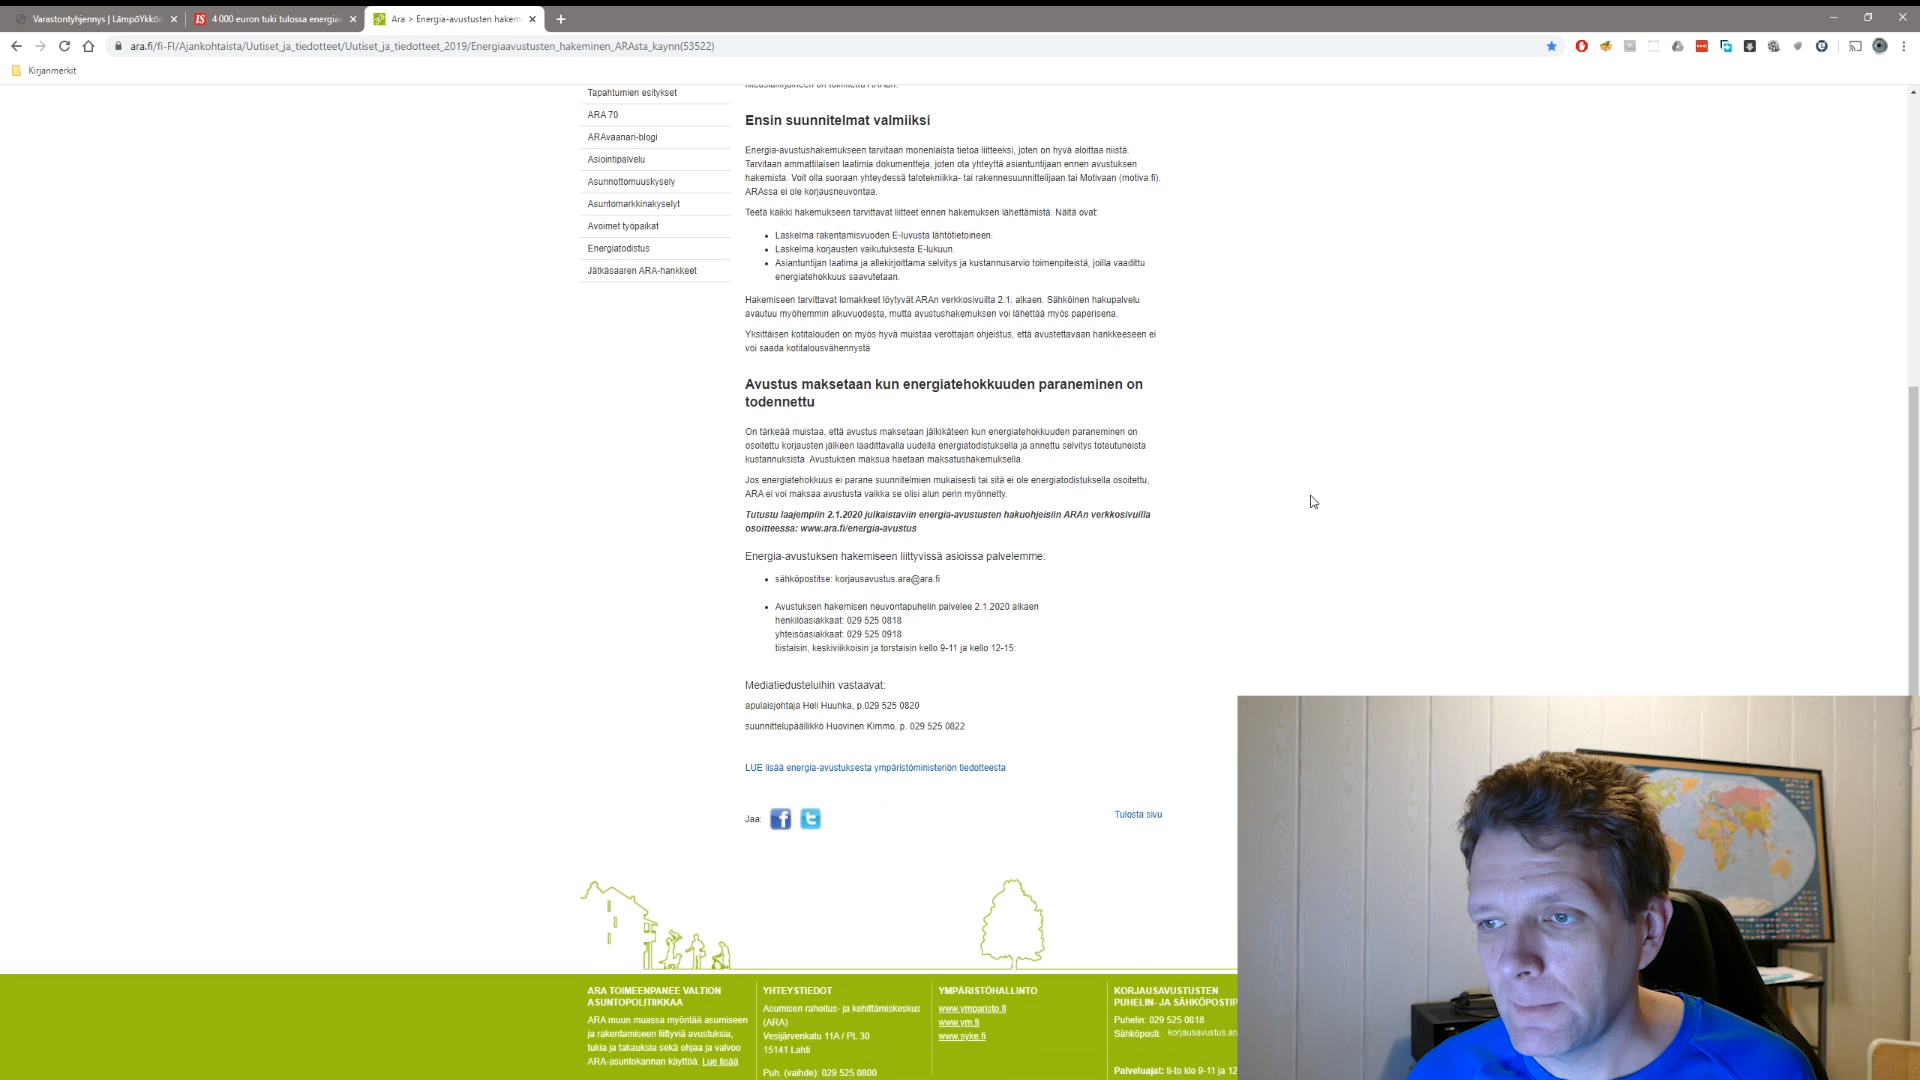 Varastontyhjennys | LämpöYkkön
4 000 euron tuki tulossa energia
Ara > Energia-avustusten hakem
ara.fi/fi-FI/Ajankohtaista/Uutiset_ja_tiedotteet/Uutiset_ja_tiedotteet_2019/Energiaavustusten_hakeminen_ARAsta_kaynn(53522)
Kirjanmerkit
Tapahtumien esitykset
ARA 70
ARAvaanari-blogi
Asiointipalvelu
Asunnottomuuskysely
Asuntomarkkinakyselyt
Avoimet työpaikat
Energiatodistus
Jätkäsaaren ARA-hankkeet
Ensin suunnitelmat valmiiksi
Energia-avustushakemukseen tarvitaan monenlaista tietoa liitteeksi, joten on hyvä aloittaa niistä.
Tarvitaan ammattilaisen laatimia dokumentteja, joten ota yhteyttä asiantuntijaan ennen avustuksen
hakemista. Voit olla suoraan yhteydessä talotekniikka- tai rakennesuunnittelijaan tai Motivaan (motiva.fi).
ARAssa ei ole korjausneuvontaa.
Teetä kaikki hakemukseen tarvittavat liitteet ennen hakemuksen lähettämistä. Näitä ovat:
• Laskelma rakentamisvuoden E-luvusta lähtötietoineen.
• Laskelma korjausten vaikutuksesta E-lukuun.
• Asiantuntijan laatima ja allekirjoittama selvitys ja kustannusarvio toimenpiteistä, joilla vaadittu
energiatehokkuus saavutetaan.
Hakemiseen tarvittavat lomakkeet löytyvät ARAn verkkosivuilta 2.1. alkaen. Sähköinen hakupalvelu
avautuu myöhemmin alkuvuodesta, mutta avustushakemuksen voi lähettää myös paperisena.
Yksittäisen kotitalouden on myös hyvä muistaa verottajan ohjeistus, että avustettavaan hankkeeseen ei
voi saada kotitalousvähennystä
Avustus maksetaan kun energiatehokkuuden paraneminen on
todennettu
On tärkeää muistaa, että avustus maksetaan jälkikäteen kun energiatehokkuuden paraneminen on
osoitettu korjausten jälkeen laadittavalla uudella energiatodistuksella ja annettu selvitys toteutuneista
kustannuksista. Avustuksen maksua haetaan maksatushakemuksella.
Jos energiatehokkuus ei parane suunnitelmien mukaisesti tai sitä ei ole energiatodistuksella osoitettu,
ARA ei voi maksaa avustusta vaikka se olisi alun perin myönnetty.
Tutustu laajempiin 2.1.2020 julkaistaviin energia-avustusten hakuohjeisiin ARAn verkkosivuilla
osoitteessa: www.ara.fi/energia-avustus
Energia-avustuksen hakemiseen liittyvissä asioissa palvelemme:
• sähköpostitse: korjausavustus.ara@ara.fi
• Avustuksen hakemisen neuvontapuhelin palvelee 2.1.2020 alkaen
henkilöasiakkaat: 029 525 0818
yhteisöasiakkaat: 029 525 0918
tiistaisin, keskiviikkoisin ja torstaisin kello 9-11 ja kello 12-15:
Mediatiedusteluihin vastaavat:
apulaisjohtaja Heli Huuhka, p.029 525 0820
suunnittelupäällikkö Huovinen Kimmo, p. 029 525 0822
LUE lisää energia-avustuksesta ympäristöministeriön tiedotteesta
Jaa:
Tulosta sivu
ARA TOIMEENPANEE VALTION
ASUNTOPOLITIIKKAA
ARA muun muassa myöntää asumiseen
ja rakentamiseen liittyviä avustuksia,
tukia ja takauksia sekä ohjaa ja valvoo
ARA-asuntokannan käyttöä. Lue lisää
YHTEYSTIEDOT
Asumisen rahoitus- ja kehittämiskeskus
(ARA)
Vesijärvenkatu 11A / PL 30
15141 Lahti
Puh. (vaihde): 029 525 0800
YMPÄRISTÖHALLINTO
www.ymparisto.fi
www.ym.fi
www.syke.fi
KORJAUSAVUSTUSTEN
PUHELIN- JA SÄHKÖPOSTIP
Puhelin: 029 525 0818
Sähköposti: korjausavustus.ara
Palveluajat: ti-to klo 9-11 ja 12